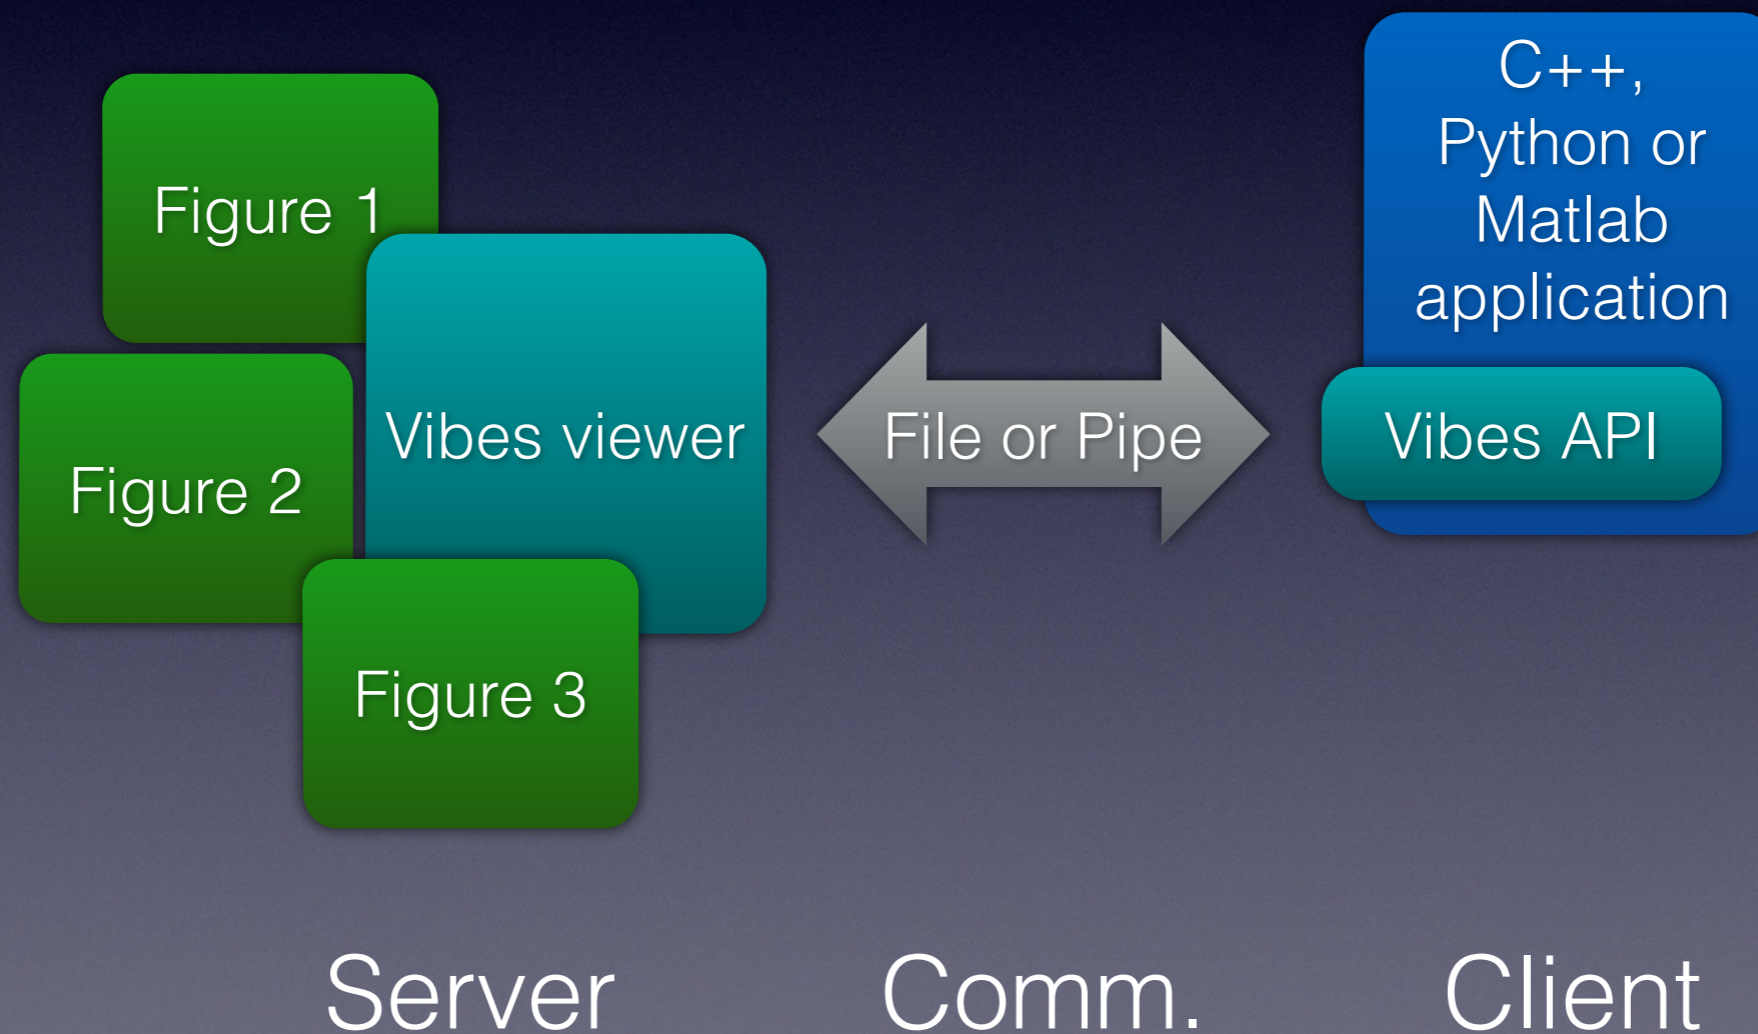 Figure 1
Figure 2
Figure 3
Vibes viewer
File or Pipe
C++,
Python or
Matlab
application
Vibes API
Server
Comm.
Client